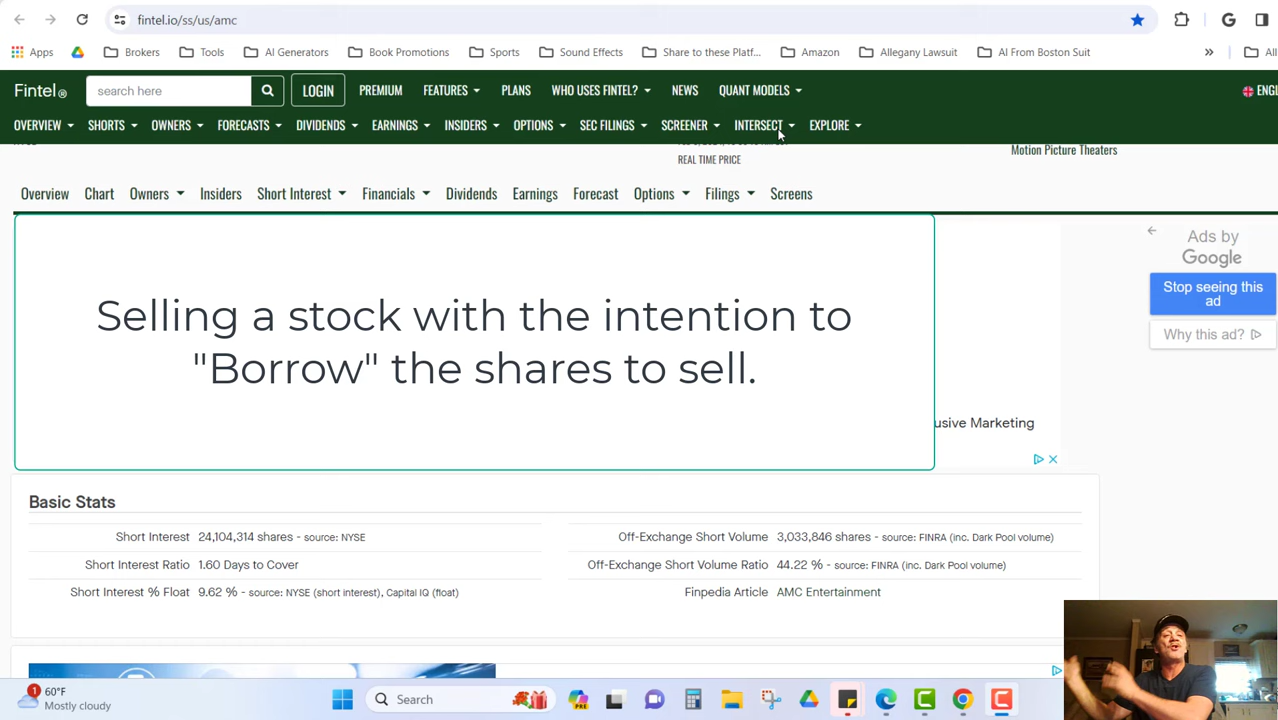 fintel.io/ss/us/amc
Apps Brokers Tools AI Generators Book Promotions Sports Sound Effects Share to these Platf... Amazon Allegany Lawsuit AI From Boston Suit »
Fintel® search here LOGIN PREMIUM FEATURES PLANS WHO USES FINTEL? NEWS QUANT MODELS ENGL
OVERVIEW SHORTS OWNERS FORECASTS DIVIDENDS EARNINGS INSIDERS OPTIONS SEC FILINGS SCREENER INTERSECT EXPLORE
REAL TIME PRICE
Motion Picture Theaters
Overview Chart Owners Insiders Short Interest Financials Dividends Earnings Forecast Options Filings Screens
Selling a stock with the intention to
"Borrow" the shares to sell.
Ads by
Google
Stop seeing this
ad
Why this ad?
usive Marketing
Basic Stats
Short Interest 24,104,314 shares - source: NYSE
Short Interest Ratio 1.60 Days to Cover
Short Interest % Float 9.62 % - source: NYSE (short interest), Capital IQ (float)
Off-Exchange Short Volume 3,033,846 shares - source: FINRA (inc. Dark Pool volume)
Off-Exchange Short Volume Ratio 44.22 % - source: FINRA (inc. Dark Pool volume)
Finpedia Article AMC Entertainment
1
60°F
Mostly cloudy
Search
PRE